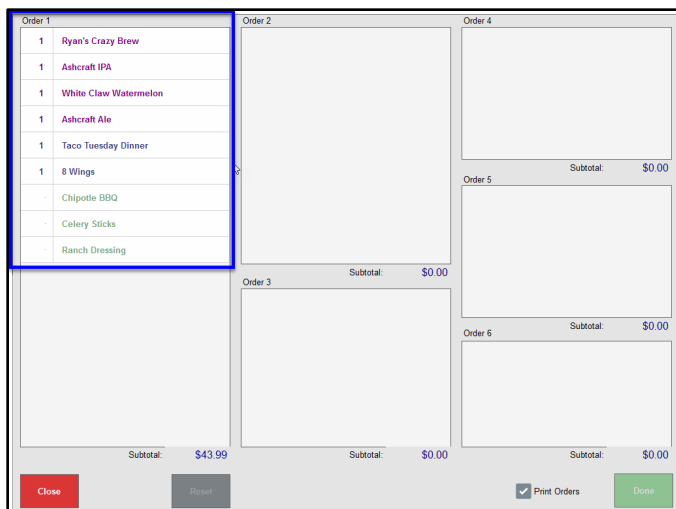 Order 1
1 Ryan's Crazy Brew
1 Ashcraft IPA
1 White Claw Watermelon
1 Ashcraft Ale
1 Taco Tuesday Dinner
1 8 Wings
Chipotle BBQ
Celery Sticks
Ranch Dressing
Subtotal: $43.99
Order 2
Subtotal: $0.00
Order 3
Subtotal: $0.00
Order 4
Subtotal: $0.00
Order 5
Subtotal: $0.00
Order 6
Subtotal: $0.00
Close
Reset
Print Orders
Done